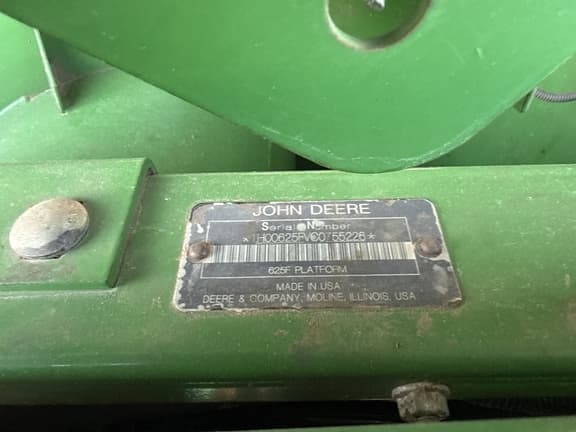 JOHN DEERE
Serial Number
*1H00625FVC0755226*
625F PLATFORM
MADE IN USA
DEERE & COMPANY, MOLINE, ILLINOIS, USA